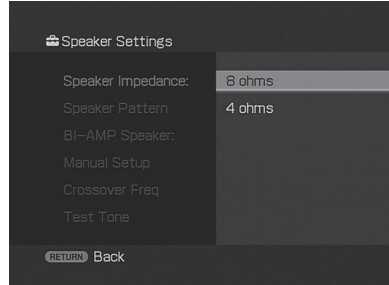 Speaker Settings
Speaker Impedance: 8 ohms
Speaker Pattern 4 ohms
BI-AMP Speaker:
Manual Setup
Crossover Freq
Test Tone
RETURN Back